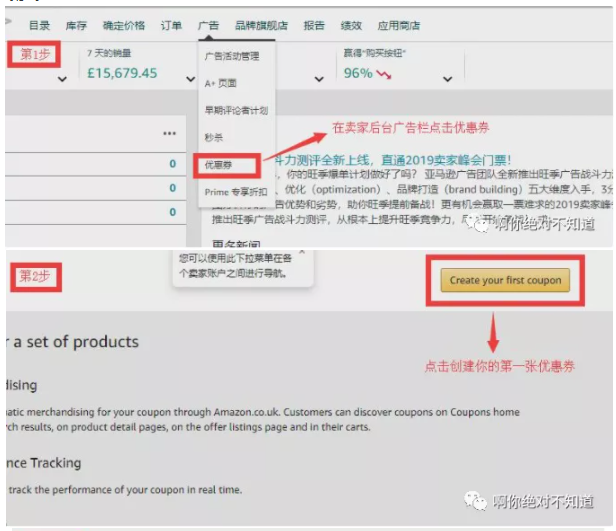 目录 库存 确定价格 订单 广告 品牌旗舰店 报告 绩效 应用商店
第1步
7 天的销量
£15,679.45
广告活动管理
A+ 页面
早期评论者计划
秒杀
优惠券
Prime 专享折扣
赢得“购买按钮”
96%
在卖家后台广告栏点击优惠券
0
0
0
斗力测评全新上线，直通2019卖家峰会门票！
，你的旺季爆单计划做好了吗？ 亚马逊广告团队全新推出旺季广告战斗力
、优化（optimization）、品牌打造（brand building）五大维度入手，3分
告优势和劣势，助你旺季提前备战！更有机会赢取一票难求的2019卖家峰
推出旺季广告战斗力测评，从根本上提升旺季竞争力，
更多新闻
啊你绝对不知道
第2步
您可以使用此下拉菜单在各
个卖家账户之间进行导航。
Create your first coupon
点击创建你的第一张优惠券
r a set of products
dising
natic merchandising for your coupon through Amazon.co.uk. Customers can discover coupons on Coupons home
rch results, on product detail pages, on the offer listings page and in their carts.
nce Tracking
track the performance of your coupon in real time.
啊你绝对不知道